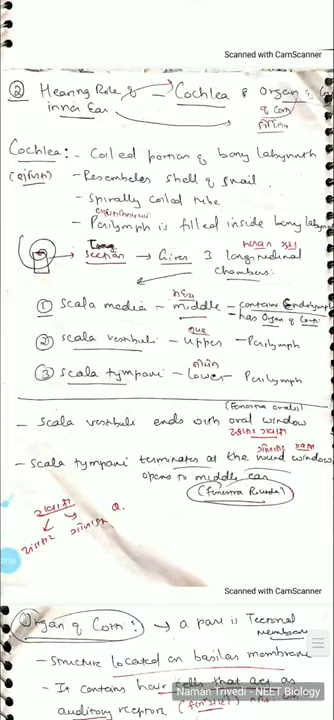 Scanned with CamScanner
② Hearing Role of - Cochlea & Organ of
inner Ear
of Corti
Cochlea: - Coiled portion of bony labyrinth
- Resembeles shell of snail.
- Spirally coiled tube
- Perilymph is filled inside bony laby
Section → Gives 3 longitudinal
chambers:
① Scala media - middle - contains Endolymph
- has Organ of Corti
② Scala vestibuli - upper - Perilymph
③ Scala tympani - Lower - Perilymph
(Fenestra ovalis)
- Scala vestibuli ends with oral window
- Scala tympani terminates at the round window,
opens to middle ear
(Fenestra Rounda)
Q.
Scanned with CamScanner
Organ of Corti: → a part is Tectorial
membrane
- Structure located on basilar membrane
- It contains hair cells that act as
auditory receptors
Naman Trivedi - NEET Biology